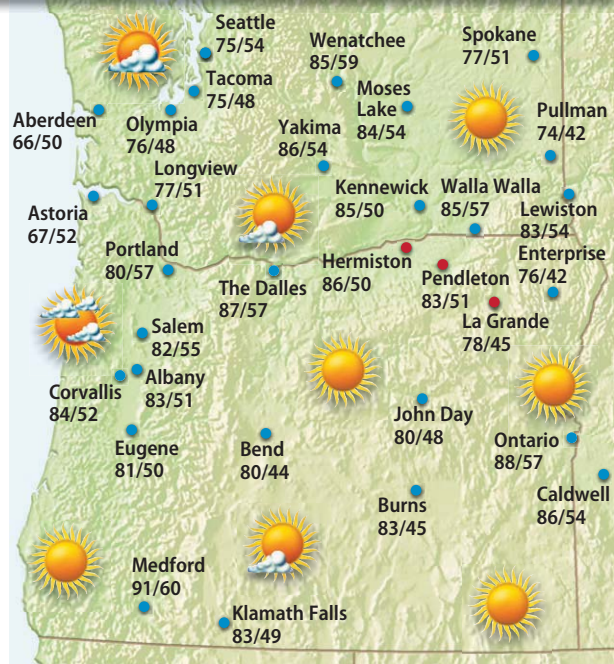 Seattle
75/54
Wenatchee
85/59
Spokane
77/51
Tacoma
75/48
Moses
Lake
84/54
Aberdeen
66/50
Olympia
76/48
Yakima
86/54
Pullman
74/42
Longview
77/51
Kennewick
85/50
Walla Walla
85/57
Lewiston
83/54
Astoria
67/52
Portland
80/57
The Dalles
87/57
Hermiston
86/50
Pendleton
83/51
Enterprise
76/42
La Grande
78/45
Salem
82/55
Albany
83/51
Corvallis
84/52
Eugene
81/50
Bend
80/44
John Day
80/48
Ontario
88/57
Caldwell
86/54
Burns
83/45
Medford
91/60
Klamath Falls
83/49